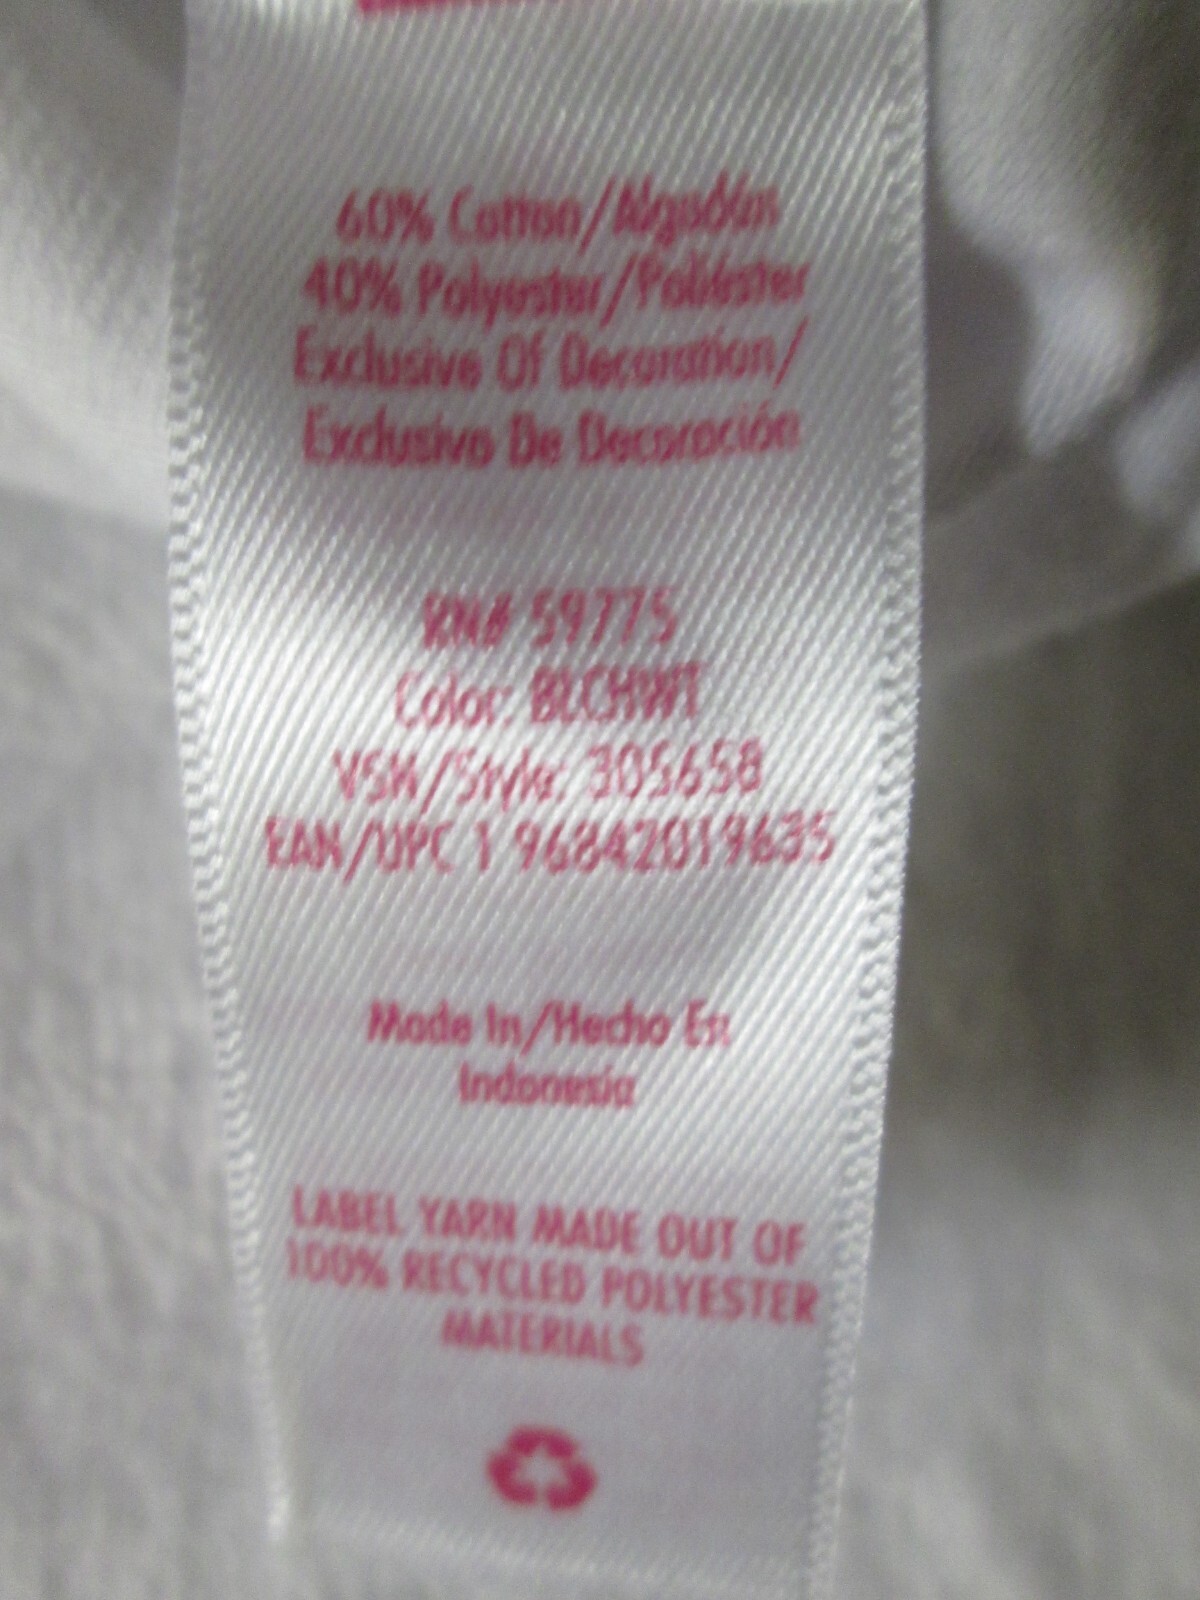 60% Cotton/Algodón
40% Polyester/Poliéster
Exclusive Of Decoration/
Exclusivo De Decoración
RN# 59775
Color: BLCHWT
VSN/Style: 305658
EAN/UPC 1 96842019635
Made In/Hecho En
Indonesia
LABEL YARN MADE OUT OF
100% RECYCLED POLYESTER
MATERIALS